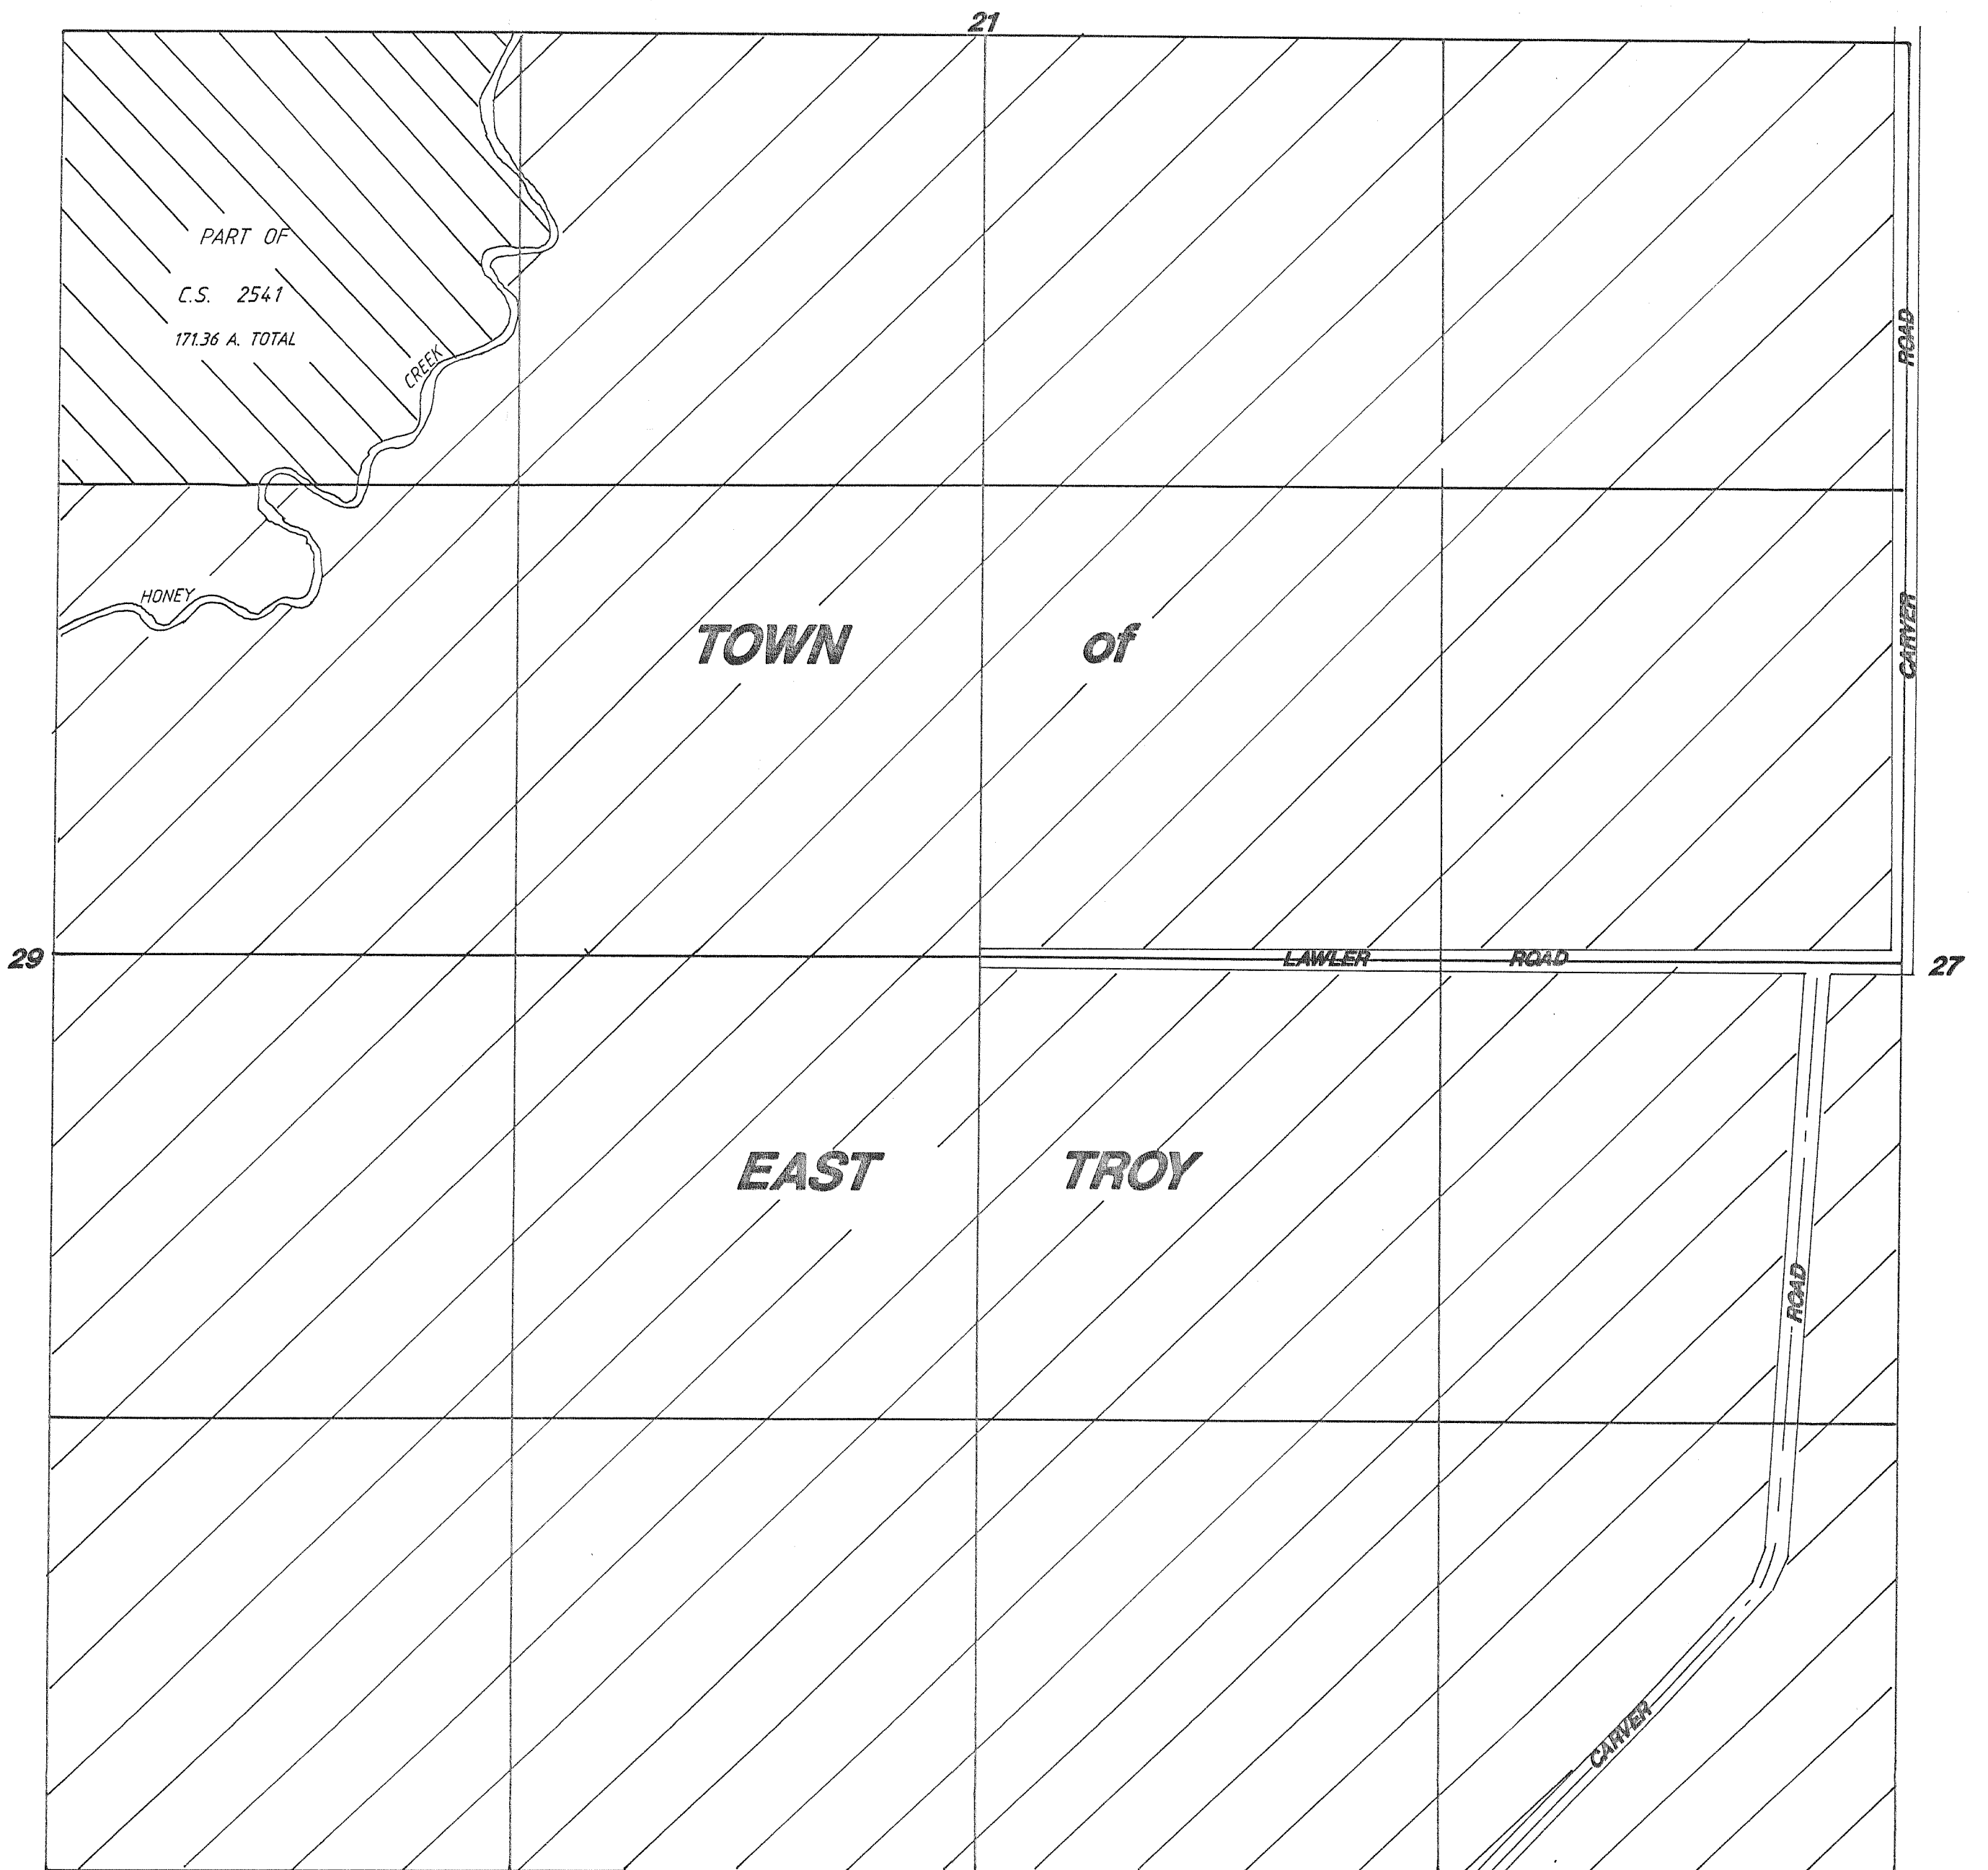 21
PART OF
C.S. 2541
171.36 A. TOTAL
CREEK
ROAD
HONEY
TOWN of
CARVER
29
LAWLER ROAD
27
EAST TROY
ROAD
CARVER